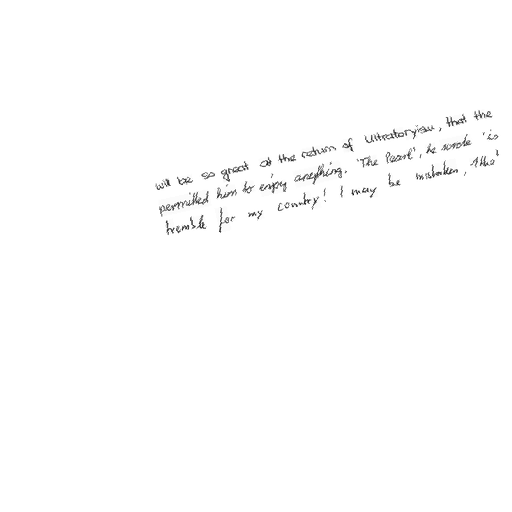 will be so great at the return of Ultratoryism, that the
permitted him to enjoy anything. 'The Pearl', he wrote 'is
tremble for my country! I may be mistaken, tho'